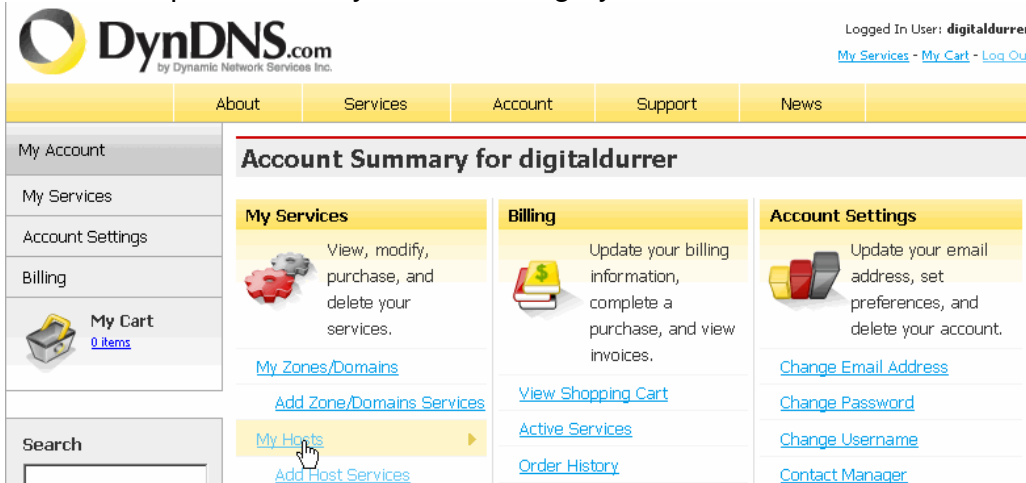 DynDNS.com
by Dynamic Network Services Inc.
Logged In User: digitaldurrer
My Services - My Cart - Log Ou
About Services Account Support News
My Account
My Services
Account Settings
Billing
My Cart
0 items
Search
Account Summary for digitaldurrer
My Services
View, modify,
purchase, and
delete your
services.
My Zones/Domains
Add Zone/Domains Services
My Hosts
Add Host Services
Billing
Update your billing
information,
complete a
purchase, and view
invoices.
View Shopping Cart
Active Services
Order History
Account Settings
Update your email
address, set
preferences, and
delete your account.
Change Email Address
Change Password
Change Username
Contact Manager